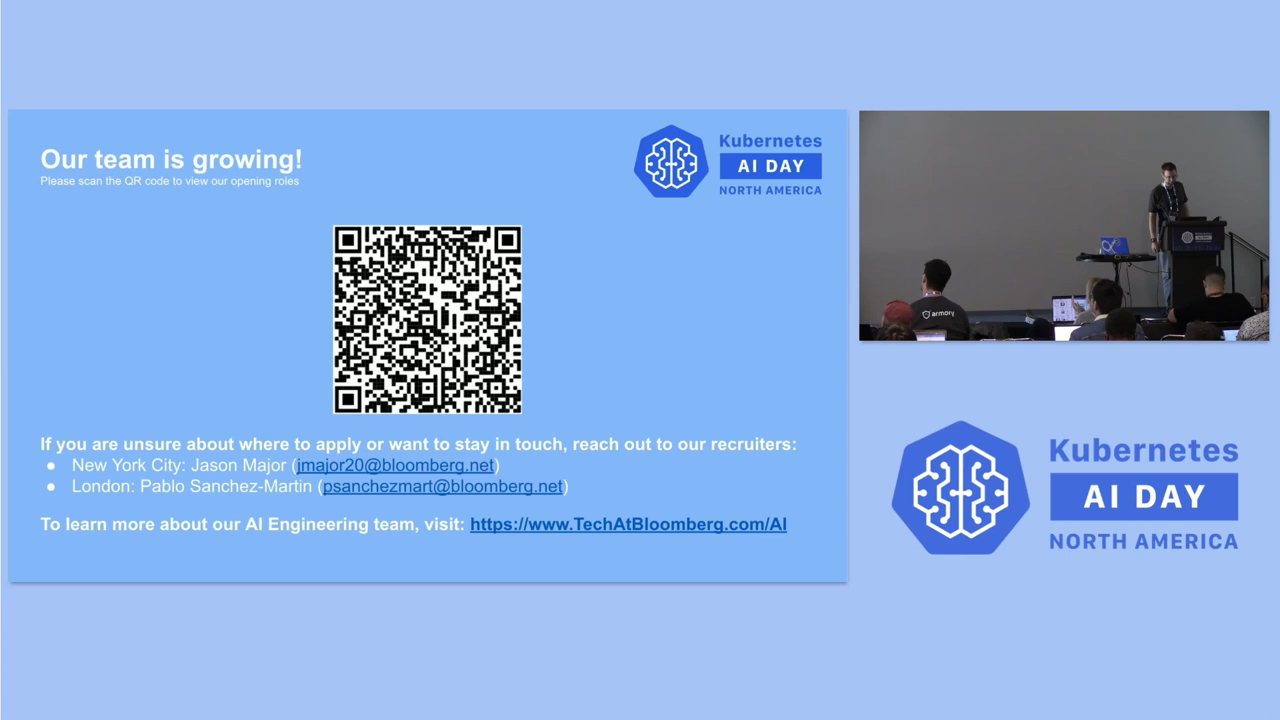 Our team is growing!
Please scan the QR code to view our opening roles
Kubernetes
AI DAY
NORTH AMERICA
If you are unsure about where to apply or want to stay in touch, reach out to our recruiters:
● New York City: Jason Major (jmajor20@bloomberg.net)
● London: Pablo Sanchez-Martin (psanchezmart@bloomberg.net)
To learn more about our AI Engineering team, visit: https://www.TechAtBloomberg.com/AI
armory
Kubernetes
AI DAY
NORTH AMERICA